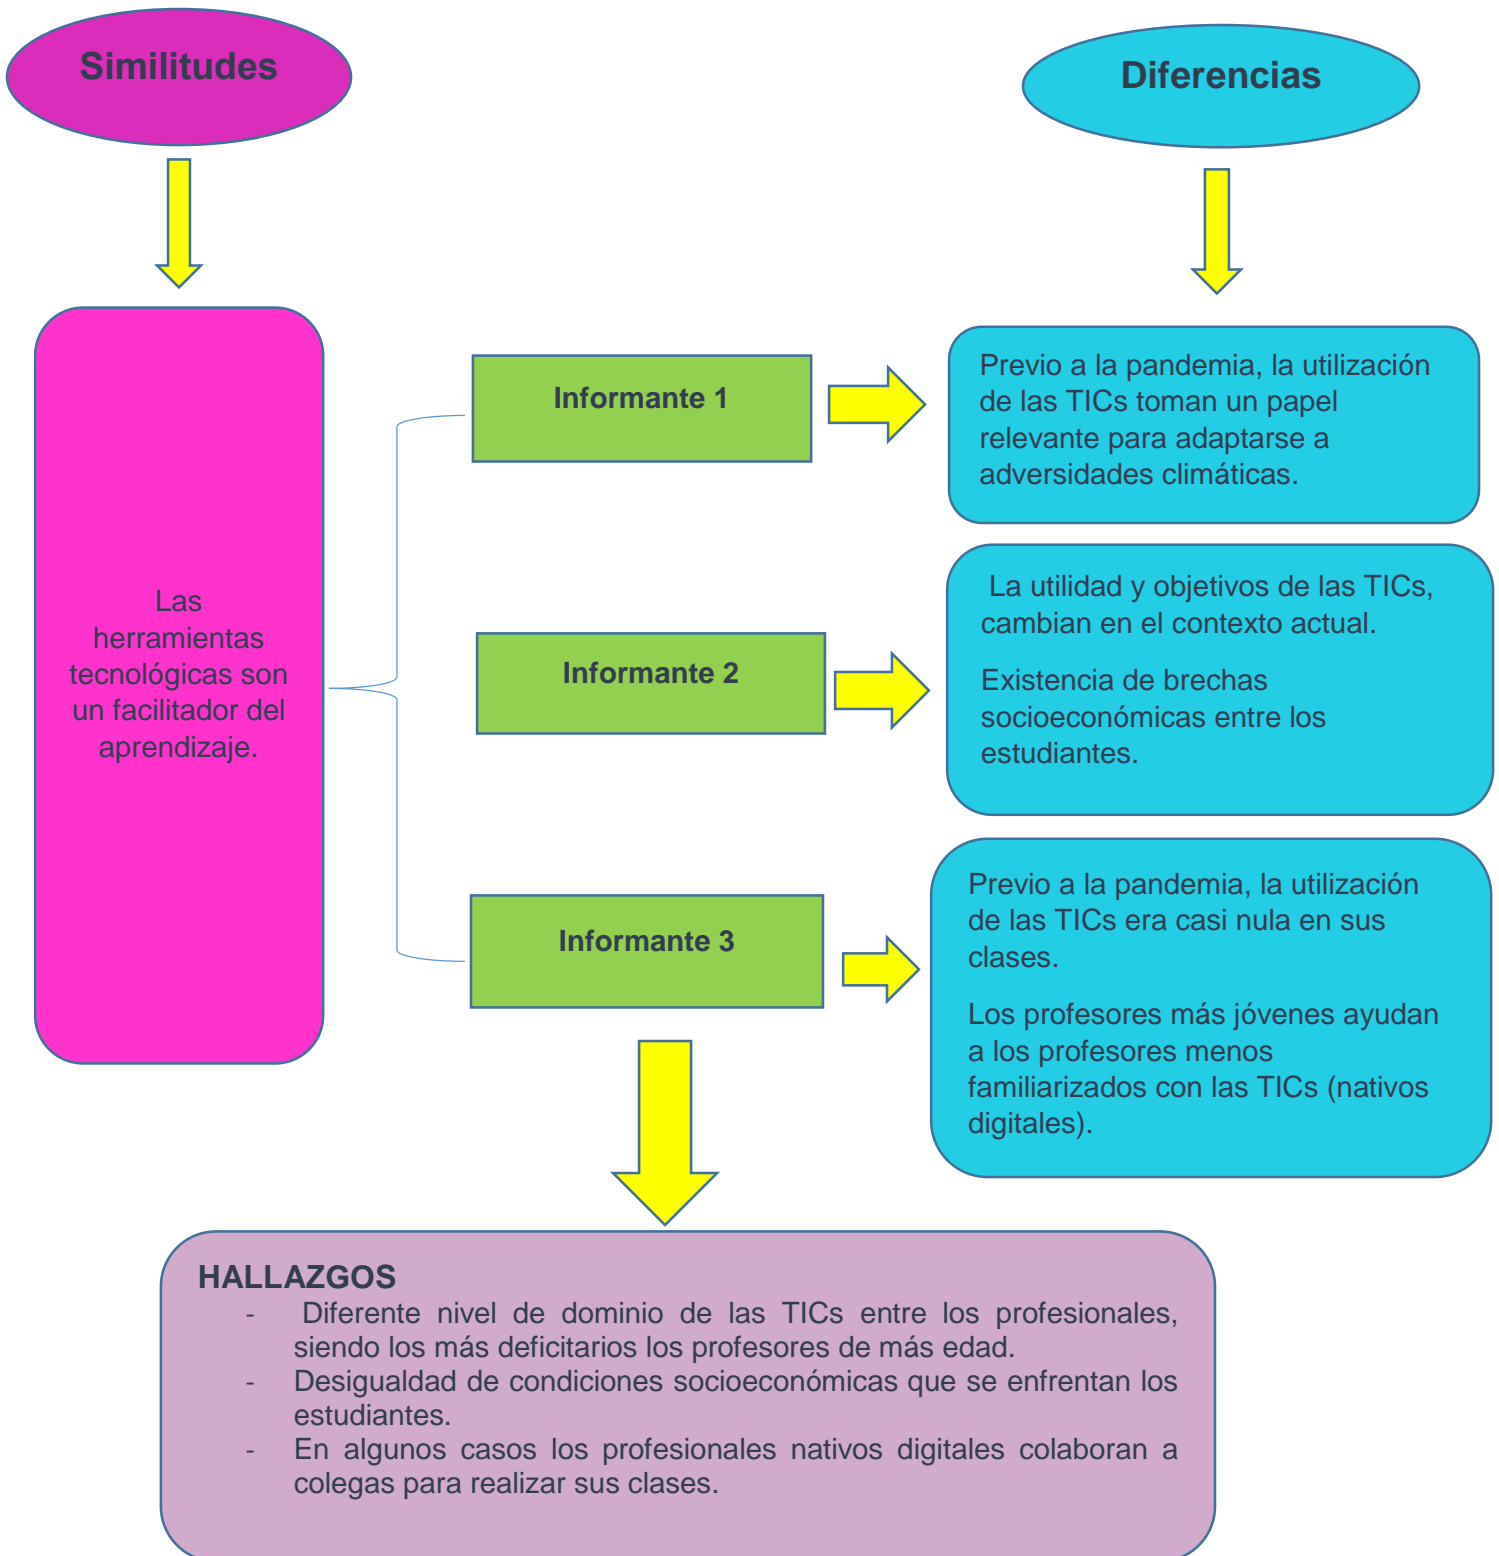 Similitudes
Diferencias
Las
herramientas
tecnológicas son
un facilitador del
aprendizaje.
Informante 1
Previo a la pandemia, la utilización
de las TICs toman un papel
relevante para adaptarse a
adversidades climáticas.
Informante 2
La utilidad y objetivos de las TICs,
cambian en el contexto actual.
Existencia de brechas
socioeconómicas entre los
estudiantes.
Informante 3
Previo a la pandemia, la utilización
de las TICs era casi nula en sus
clases.
Los profesores más jóvenes ayudan
a los profesores menos
familiarizados con las TICs (nativos
digitales).
HALLAZGOS
- Diferente nivel de dominio de las TICs entre los profesionales,
siendo los más deficitarios los profesores de más edad.
- Desigualdad de condiciones socioeconómicas que se enfrentan los
estudiantes.
- En algunos casos los profesionales nativos digitales colaboran a
colegas para realizar sus clases.